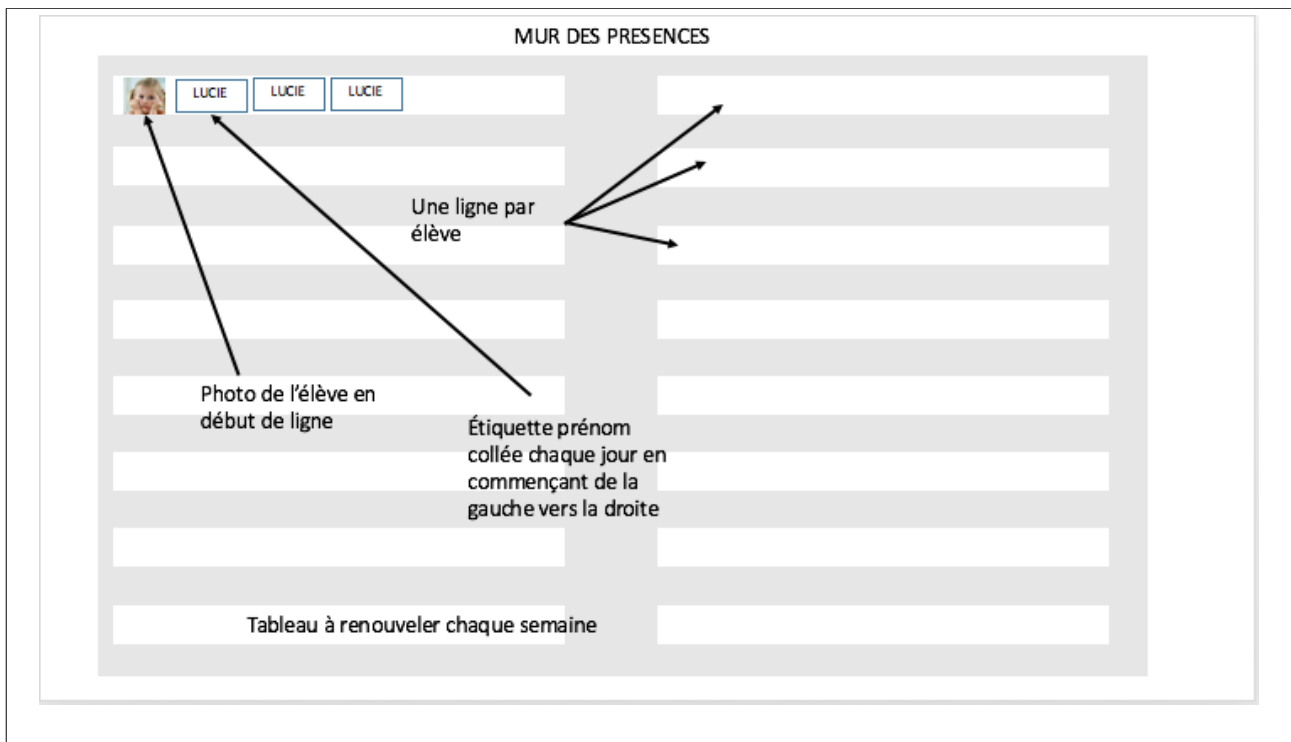 MUR DES PRESENCES
LUCIE LUCIE LUCIE
Une ligne par
élève
Photo de l'élève en
début de ligne
Étiquette prénom
collée chaque jour en
commençant de la
gauche vers la droite
Tableau à renouveler chaque semaine